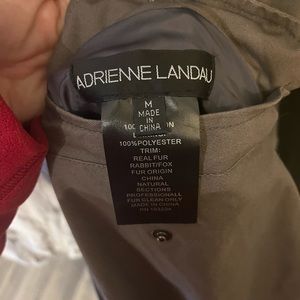 ADRIENNE LANDAU
M
MADE
IN
CHINA
100%
100%POLYESTER
TRIM:
REAL FUR
RABBIT/FOX
FUR ORIGIN
CHINA
NATURAL
SECTIONS
PROFESSIONALL
FUR CLEAN ONLY
MADE IN CHINA